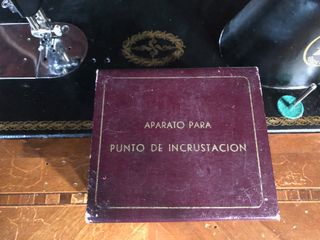 APARATO PARA
PUNTO DE INCRUSTACION